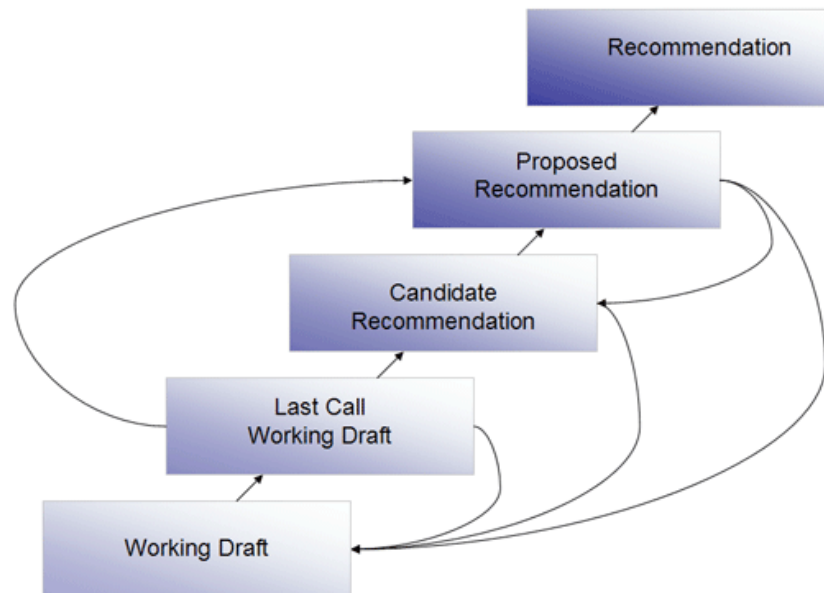 Recommendation
Proposed
Recommendation
Candidate
Recommendation
Last Call
Working Draft
Working Draft